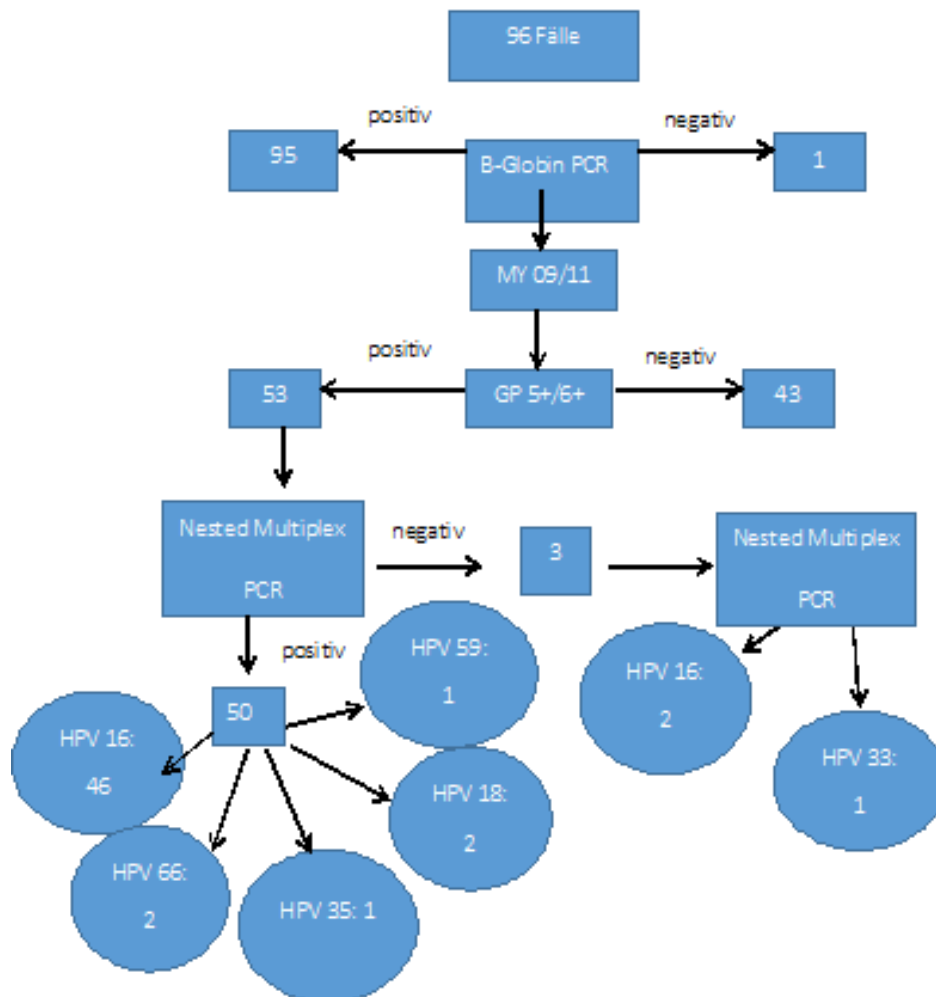 96 Fälle
positiv
negativ
95
B-Globin PCR
1
MY 09/11
positiv
negativ
53
GP 5+/6+
43
Nested Multiplex
PCR
negativ
3
Nested Multiplex
PCR
positiv
HPV 59:
1
HPV 16:
2
50
HPV 16:
46
HPV 18:
2
HPV 33:
1
HPV 66:
2
HPV 35: 1